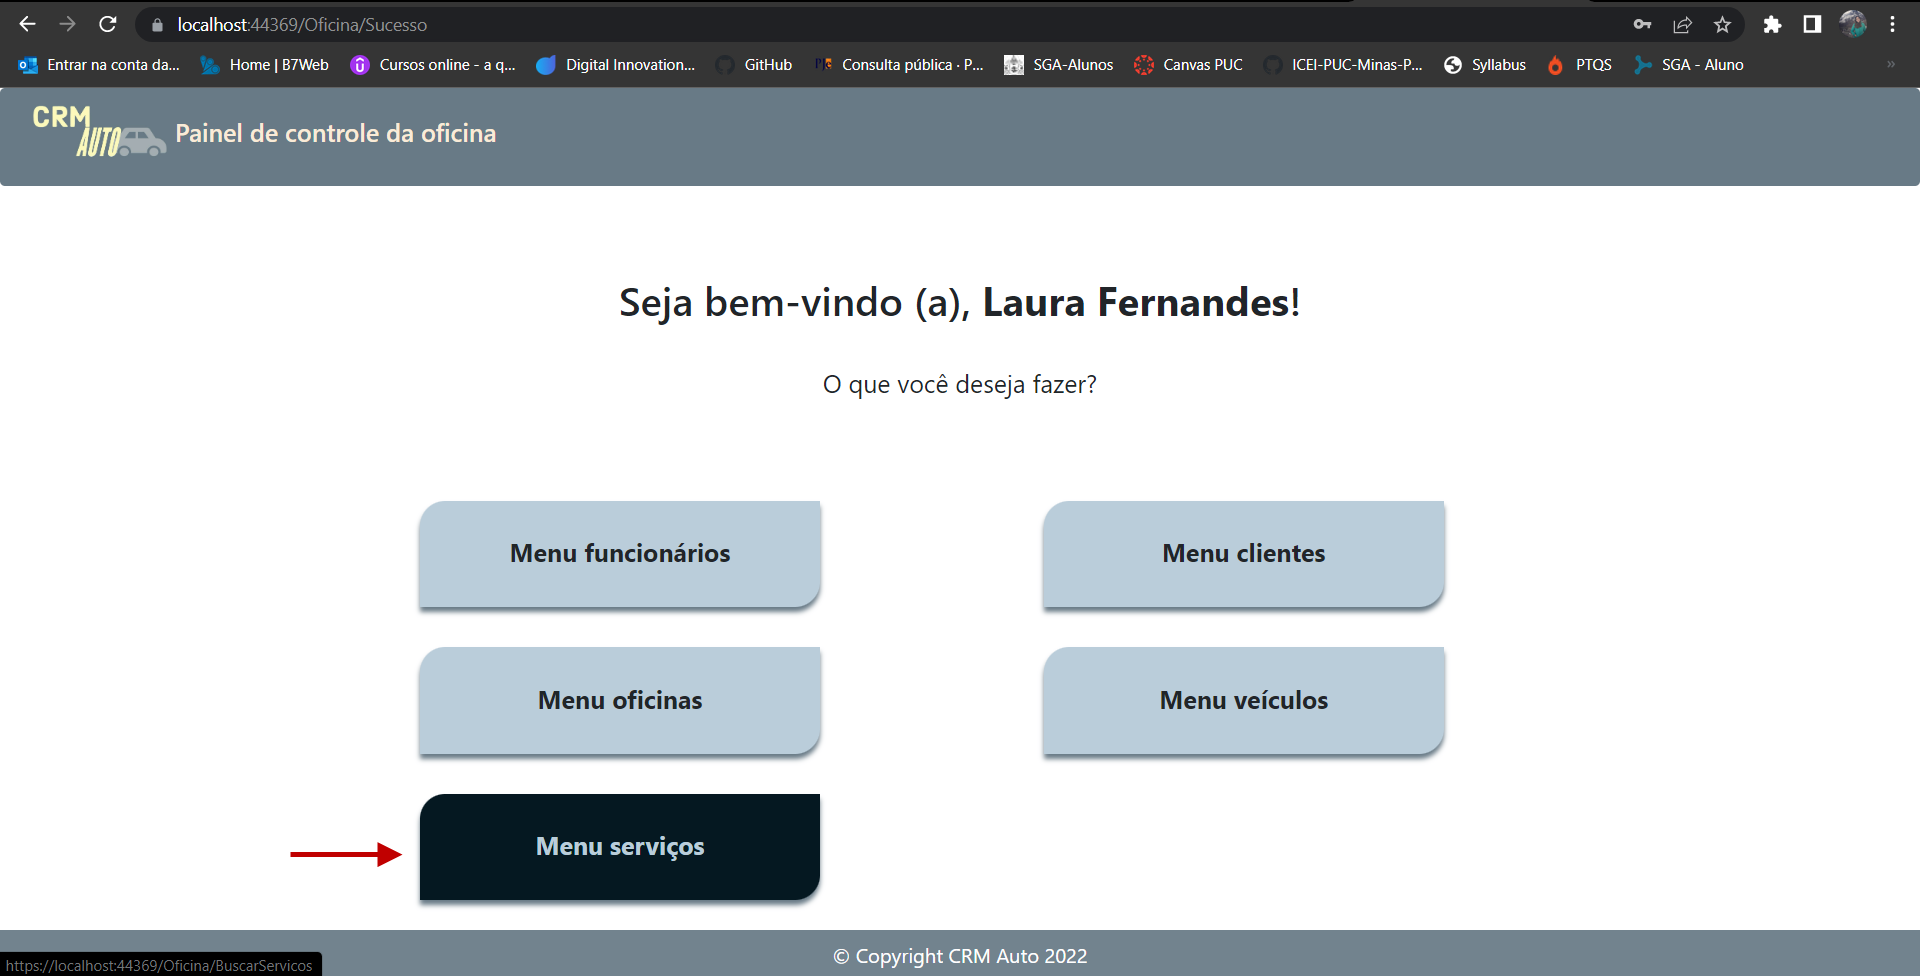 localhost:44369/Oficina/Sucesso
Entrar na conta da... Home | B7Web Cursos online - a q... Digital Innovation... GitHub Consulta pública · P... SGA-Alunos Canvas PUC ICEI-PUC-Minas-P... Syllabus PTQS SGA - Aluno »
CRM
AUTO Painel de controle da oficina
Seja bem-vindo (a), Laura Fernandes!
O que você deseja fazer?
Menu funcionários Menu clientes
Menu oficinas Menu veículos
Menu serviços
© Copyright CRM Auto 2022
https://localhost:44369/Oficina/BuscarServicos